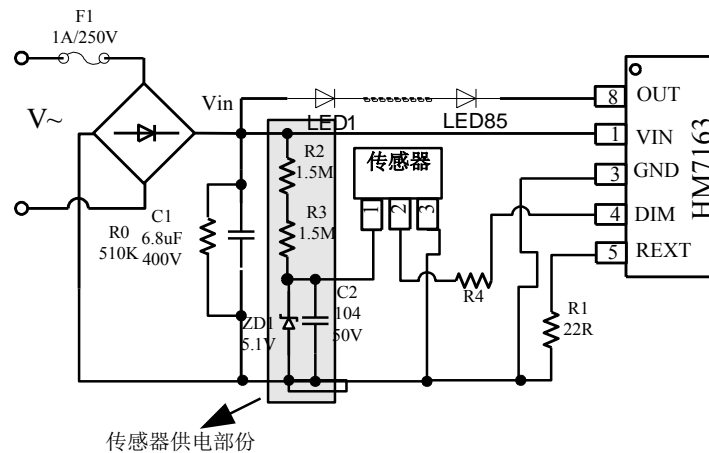 F1
1A/250V
V~
Vin
LED1
LED85
8
OUT
1
VIN
3
GND
4
DIM
5
REXT
HM7163
R2
1.5M
R3
1.5M
传感器
1
2
3
R0
510K
C1
6.8uF
400V
ZD1
5.1V
C2
104
50V
R4
R1
22R
传感器供电部份